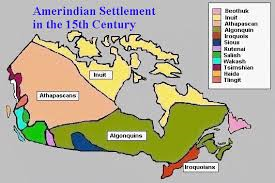 Amerindian Settlement
in the 15th Century
Beothuk
Inuit
Athapascan
Algonquin
Iroquois
Sioux
Kutenai
Salish
Wakash
Tsimshian
Haida
Tlingit
Inuit
Athapascans
Algonquins
Iroquoians